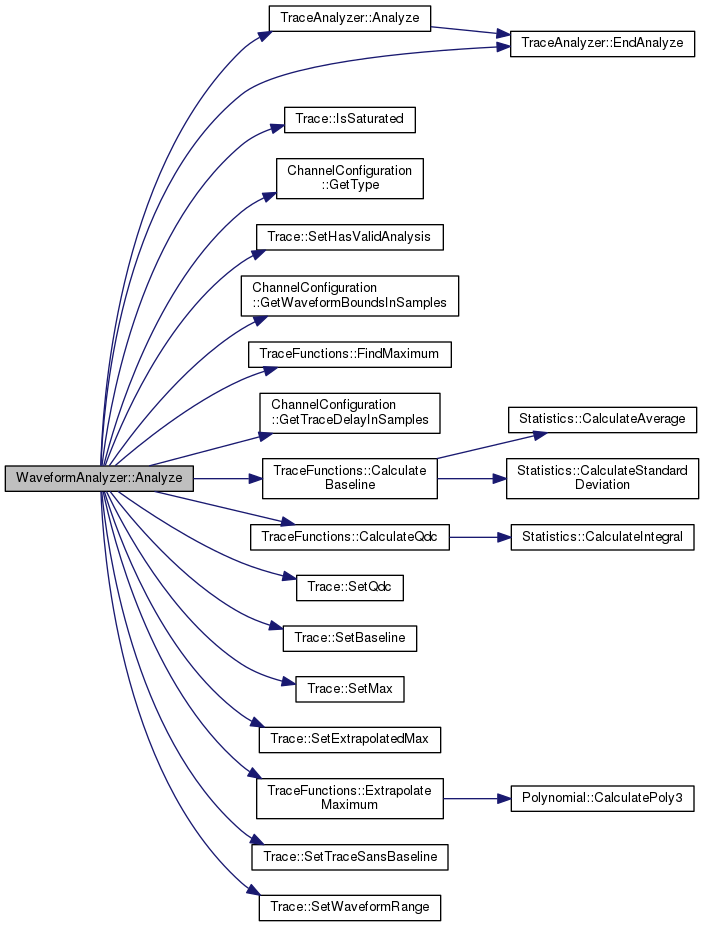 TraceAnalyzer::Analyze
TraceAnalyzer::EndAnalyze
Trace::IsSaturated
ChannelConfiguration
::GetType
Trace::SetHasValidAnalysis
ChannelConfiguration
::GetWaveformBoundsInSamples
TraceFunctions::FindMaximum
ChannelConfiguration
::GetTraceDelayInSamples
Statistics::CalculateAverage
WaveformAnalyzer::Analyze
TraceFunctions::Calculate
Baseline
Statistics::CalculateStandard
Deviation
TraceFunctions::CalculateQdc
Statistics::CalculateIntegral
Trace::SetQdc
Trace::SetBaseline
Trace::SetMax
Trace::SetExtrapolatedMax
TraceFunctions::Extrapolate
Maximum
Polynomial::CalculatePoly3
Trace::SetTraceSansBaseline
Trace::SetWaveformRange